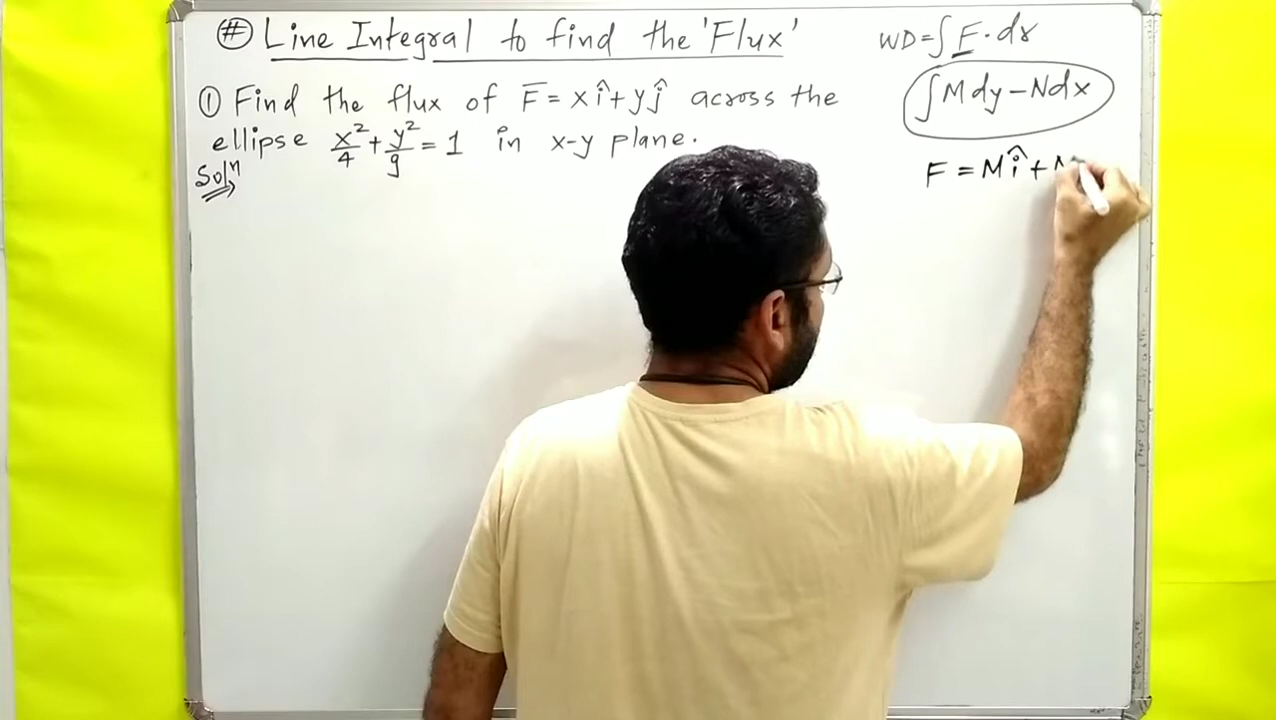 # Line Integral to find the 'Flux'
① Find the flux of F̅ = x î + y ĵ across the
ellipse x²/4 + y²/9 = 1 in x-y plane.
Solⁿ
WD = ∫ F · dr
∫ M dy − N dx
F = M î + N